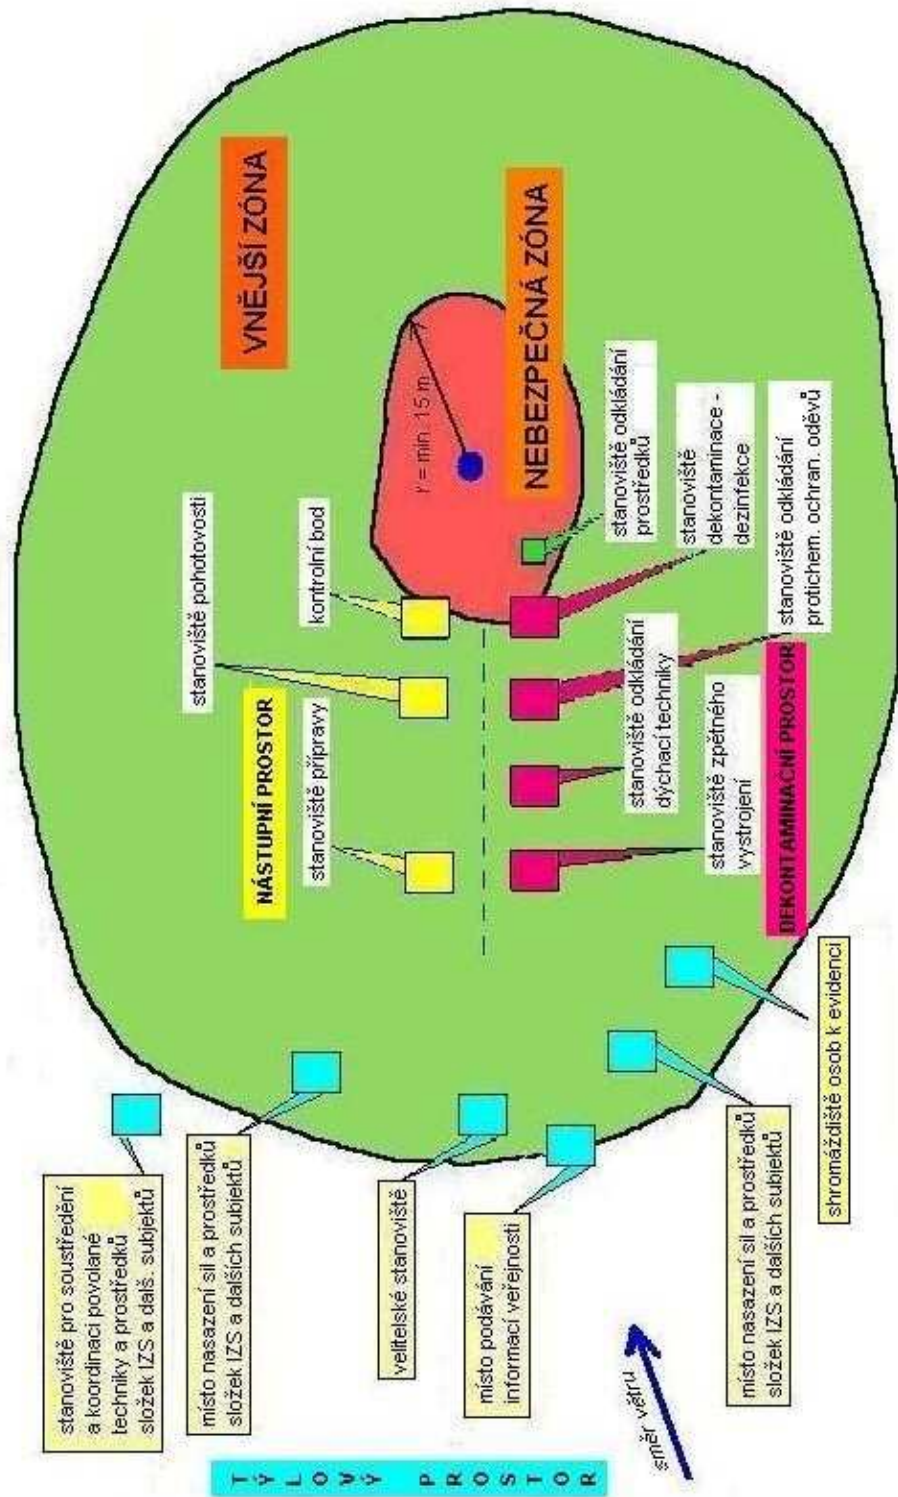 VNĚJŠÍ ZÓNA
NEBEZPEČNÁ ZÓNA
r = min. 15 m
stanoviště pohotovosti
kontrolní bod
NÁSTUPNÍ PROSTOR
stanoviště přípravy
stanoviště odkládání
prostředků
stanoviště
dekontaminace -
dezinfekce
stanoviště odkládání
protichem. ochran. oděvů
stanoviště odkládání
dýchací techniky
stanoviště zpětného
vystrojení
DEKONTAMINAČNÍ PROSTOR
stanoviště pro soustředění
a koordinaci povolané
techniky a prostředků
složek IZS a dalš. subjektů
místo nasazení sil a prostředků
složek IZS a dalších subjektů
velitelské stanoviště
místo podávání
informací veřejnosti
místo nasazení sil a prostředků
složek IZS a dalších subjektů
shromáždiště osob k evidenci
směr větru
TÝLOVÝ PROSTOR